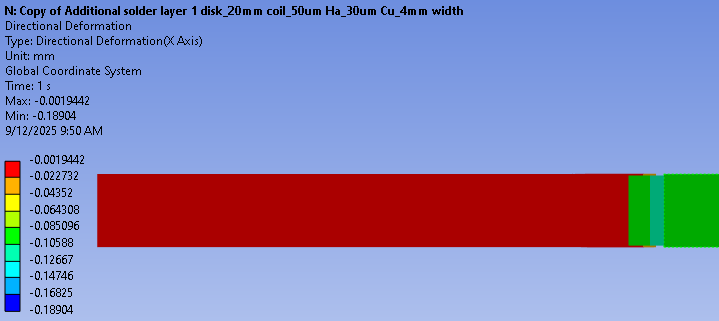 N: Copy of Additional solder layer 1 disk_20mm coil_50um Ha_30um Cu_4mm width
Directional Deformation
Type: Directional Deformation(X Axis)
Unit: mm
Global Coordinate System
Time: 1 s
Max: -0.0019442
Min: -0.18904
9/12/2025 9:50 AM
-0.0019442
-0.022732
-0.04352
-0.064308
-0.085096
-0.10588
-0.12667
-0.14746
-0.16825
-0.18904